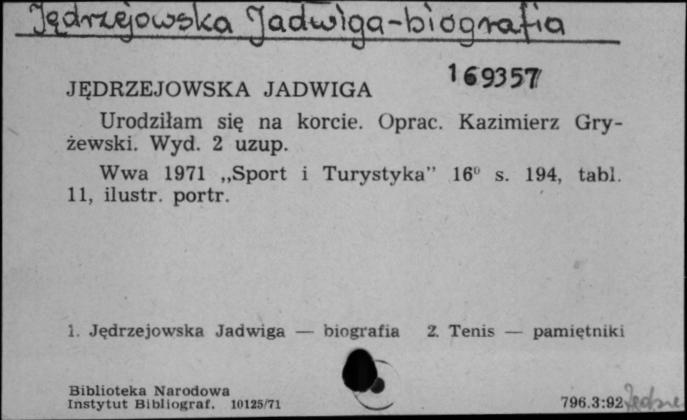 Jędrzejowska Jadwiga-biografia
169357
JĘDRZEJOWSKA JADWIGA
Urodziłam się na korcie. Oprac. Kazimierz Gry-
żewski. Wyd. 2 uzup.
Wwa 1971 „Sport i Turystyka” 16⁰ s. 194, tabl.
11, ilustr. portr.
1. Jędrzejowska Jadwiga — biografia 2. Tenis — pamiętniki
Biblioteka Narodowa
Instytut Bibliograf. 10125/71
796.3:92